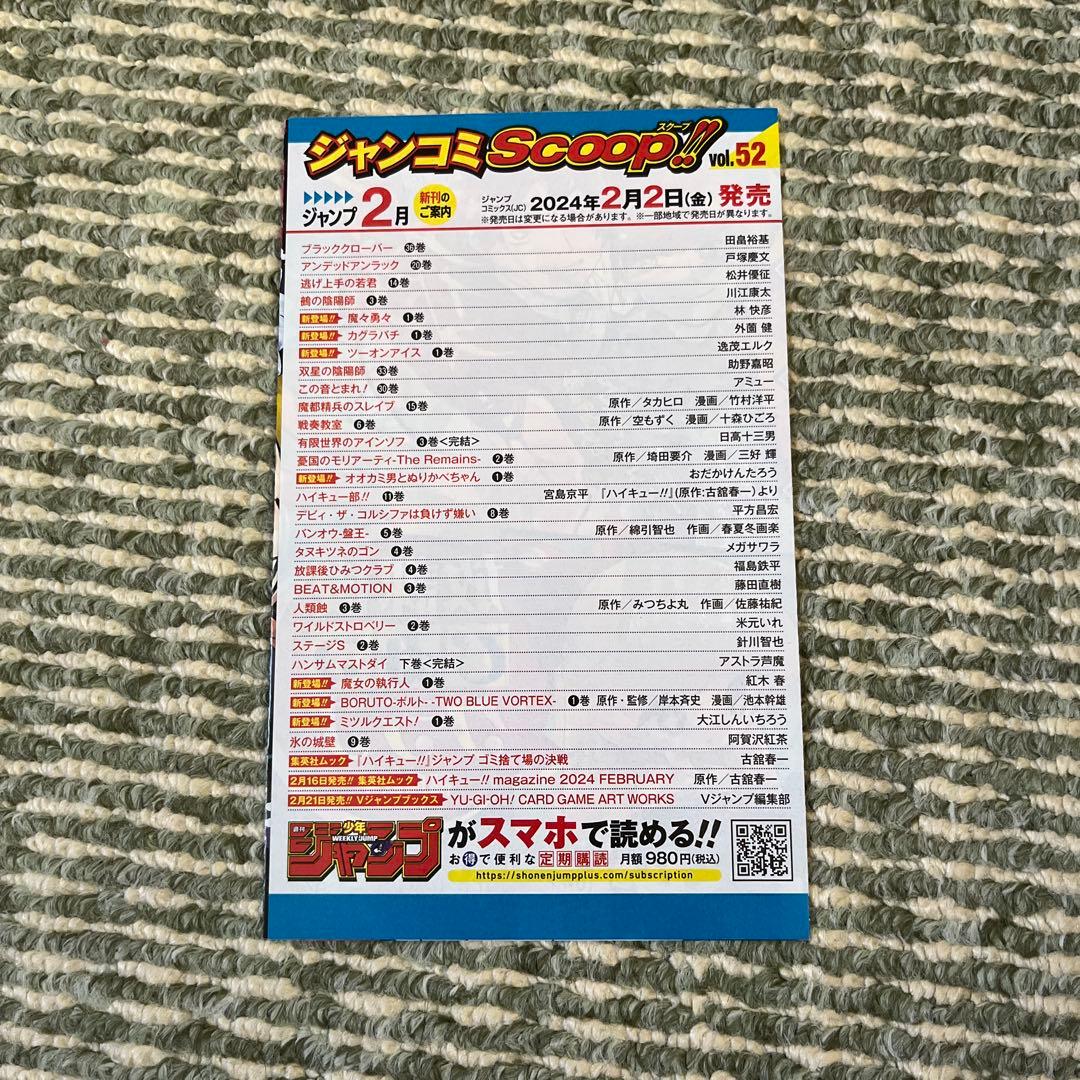 ジャンコミ Scoop!! スクープ vol.52
ジャンプ 2月 新刊のご案内 ジャンプコミックス(JC) 2024年2月2日(金)発売
※発売日は変更になる場合があります。※一部地域で発売日が異なります。
ブラッククローバー 36巻 田畠裕基
アンデッドアンラック 20巻 戸塚慶文
逃げ上手の若君 14巻 松井優征
鵺の陰陽師 3巻 川江康太
新登場!! 魔々勇々 1巻 林 快彦
新登場!! カグラバチ 1巻 外薗 健
新登場!! ツーオンアイス 1巻 逸茂エルク
双星の陰陽師 33巻 助野嘉昭
この音とまれ! 30巻 アミュー
魔都精兵のスレイブ 15巻 原作/タカヒロ 漫画/竹村洋平
戦奏教室 6巻 原作/空もずく 漫画/十森ひごろ
有限世界のアインソフ 3巻<完結> 日高十三男
憂国のモリアーティ-The Remains- 2巻 原作/埼田要介 漫画/三好 輝
新登場!! オオカミ男とぬりかべちゃん 1巻 おだかけんたろう
ハイキュー部!! 11巻 宮島京平 『ハイキュー!!』(原作:古舘春一)より
デビィ・ザ・コルシファは負けず嫌い 8巻 平方昌宏
バンオウ-盤王- 5巻 原作/綿引智也 作画/春夏冬画楽
タヌキツネのゴン 4巻 メガサワラ
放課後ひみつクラブ 4巻 福島鉄平
BEAT&MOTION 3巻 藤田直樹
人類蝕 3巻 原作/みつちよ丸 作画/佐藤祐紀
ワイルドストロベリー 2巻 米元いれ
ステージS 2巻 針川智也
ハンサムマストダイ 下巻<完結> アストラ芦魔
新登場!! 魔女の執行人 1巻 紅木 春
新登場!! BORUTO-ボルト- -TWO BLUE VORTEX- 1巻 原作・監修/岸本斉史 漫画/池本幹雄
新登場!! ミツルクエスト! 1巻 大江しんいちろう
氷の城壁 9巻 阿賀沢紅茶
集英社ムック 『ハイキュー!!』ジャンプ ゴミ捨て場の決戦 古舘春一
2月16日発売!! 集英社ムック ハイキュー!! magazine 2024 FEBRUARY 原作/古舘春一
2月21日発売!! Vジャンプブックス YU-GI-OH! CARD GAME ART WORKS Vジャンプ編集部
週刊 少年 WEEKLY JUMP ジャンプ がスマホで読める!!
お得で便利な 定期購読 月額980円(税込)
https://shonenjumpplus.com/subscription